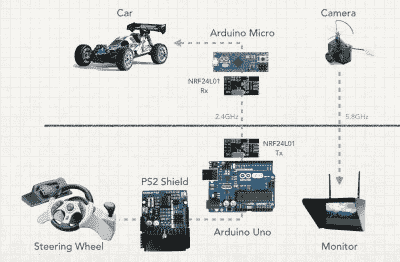 Car
Camera
Arduino Micro
NRF24L01
Rx
2.4GHz
5.8GHz
NRF24L01
Tx
PS2 Shield
Steering Wheel
Arduino Uno
Monitor